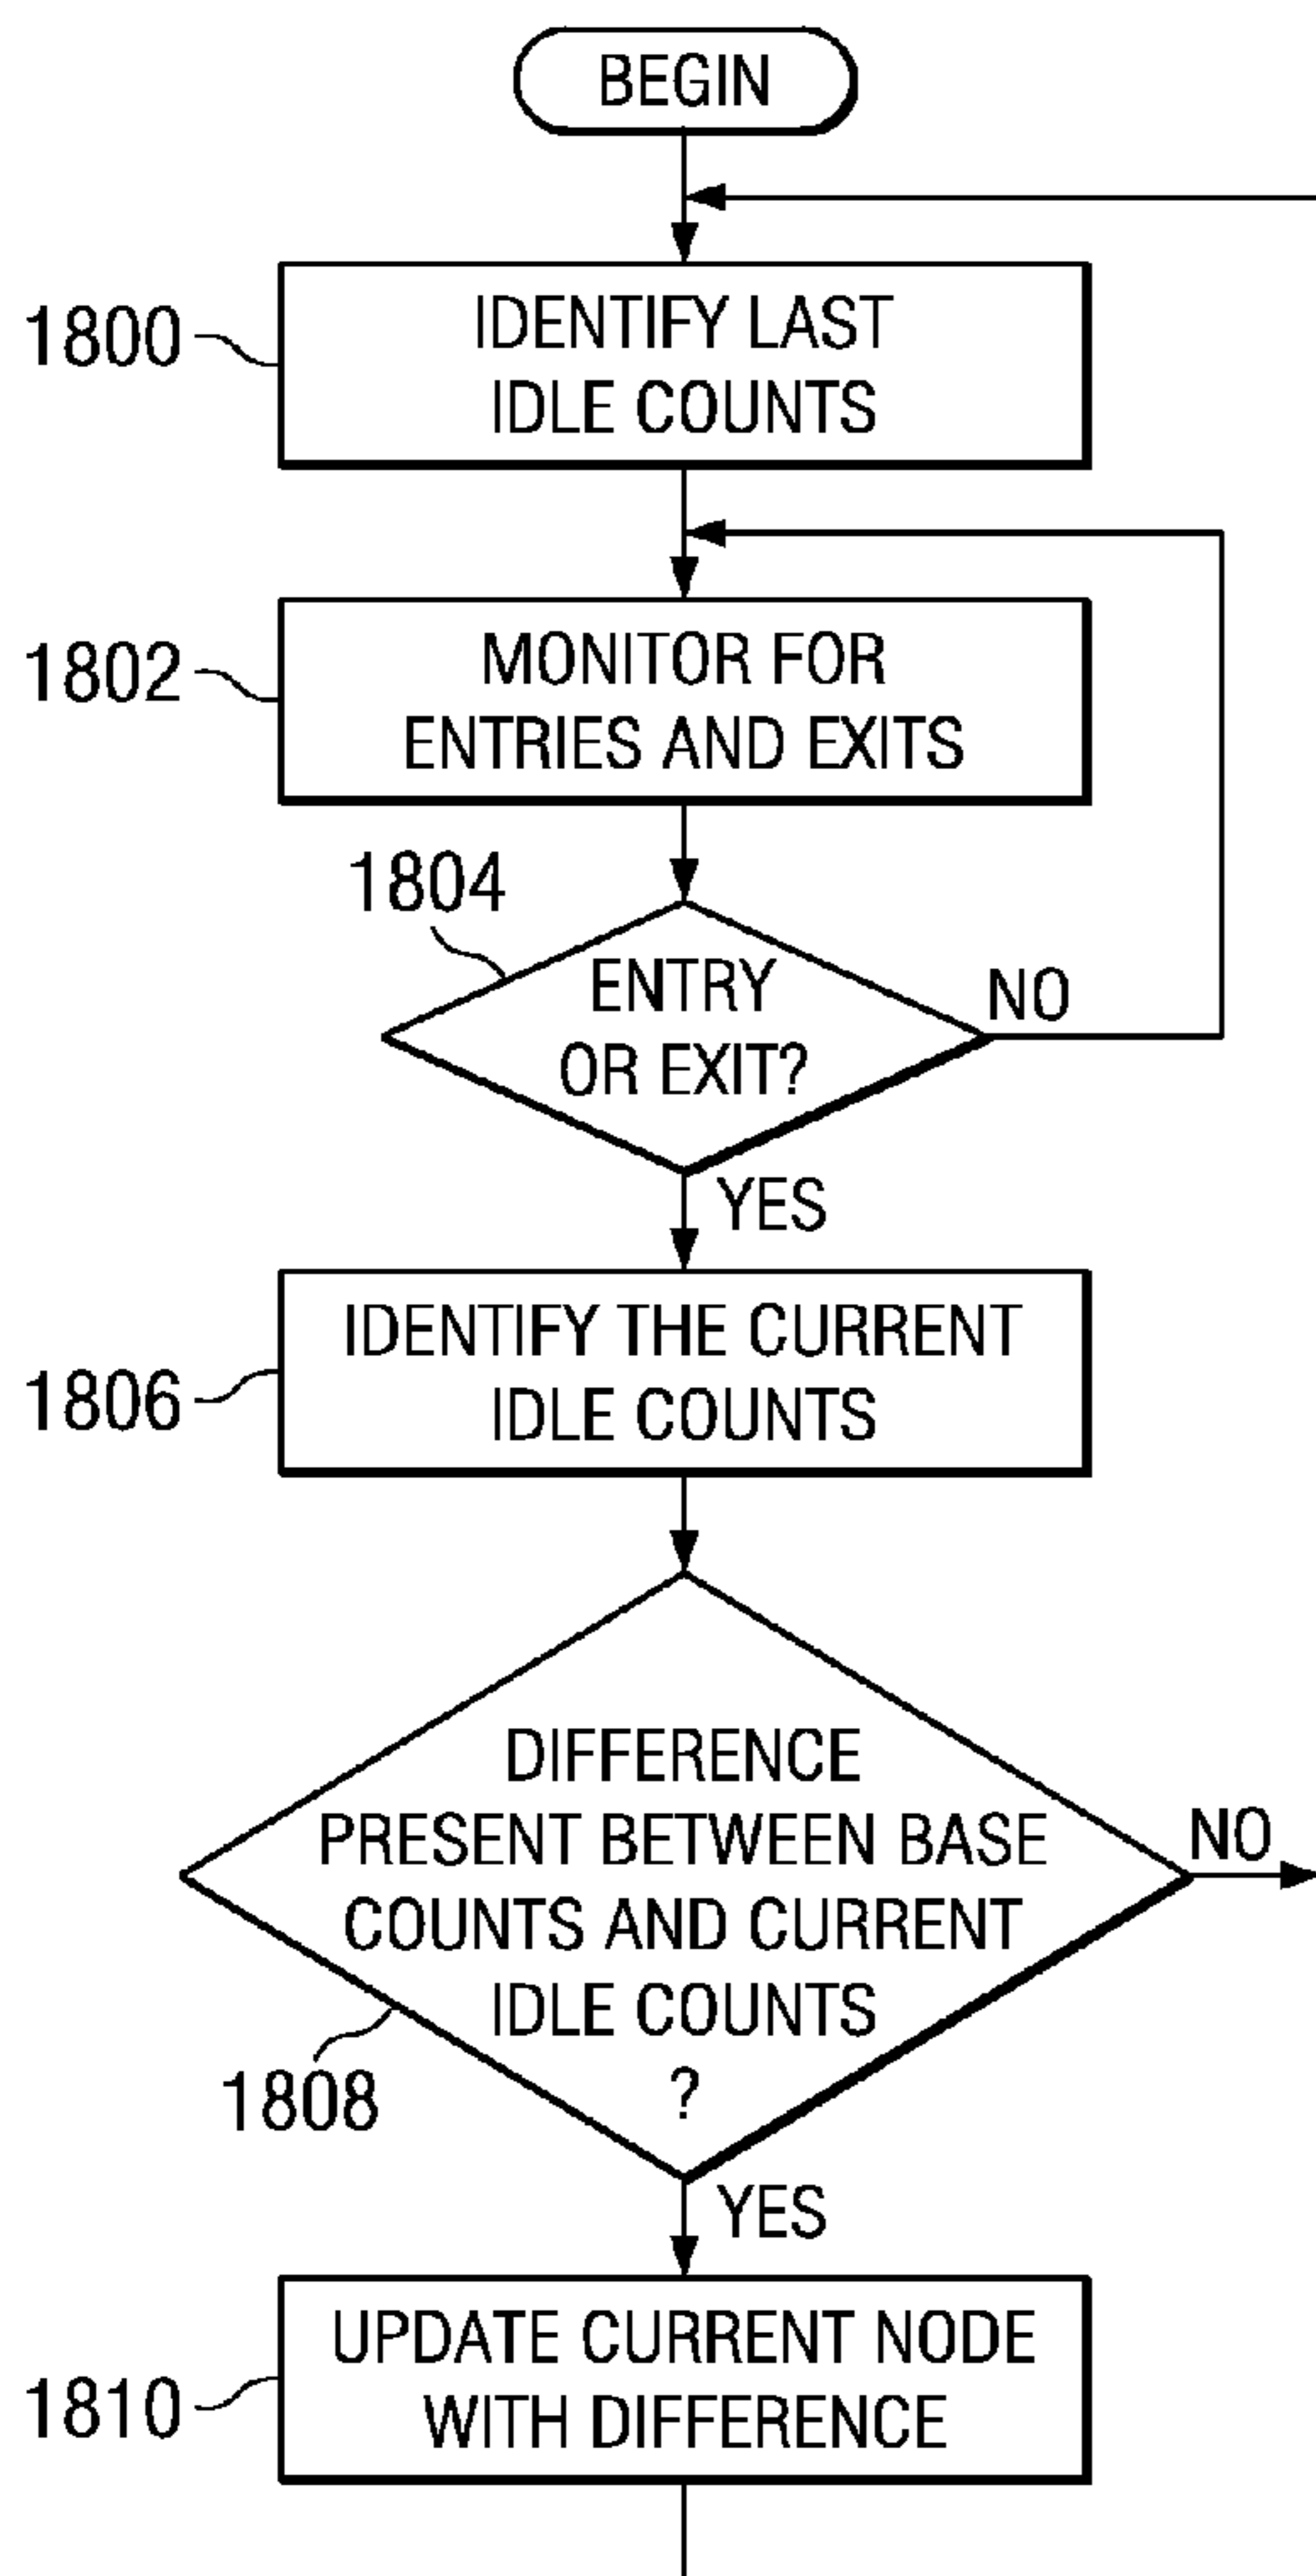 BEGIN
1800
IDENTIFY LAST
IDLE COUNTS
1802
MONITOR FOR
ENTRIES AND EXITS
1804
ENTRY
OR EXIT?
NO
YES
1806
IDENTIFY THE CURRENT
IDLE COUNTS
DIFFERENCE
PRESENT BETWEEN BASE
COUNTS AND CURRENT
IDLE COUNTS
?
NO
1808
YES
1810
UPDATE CURRENT NODE
WITH DIFFERENCE